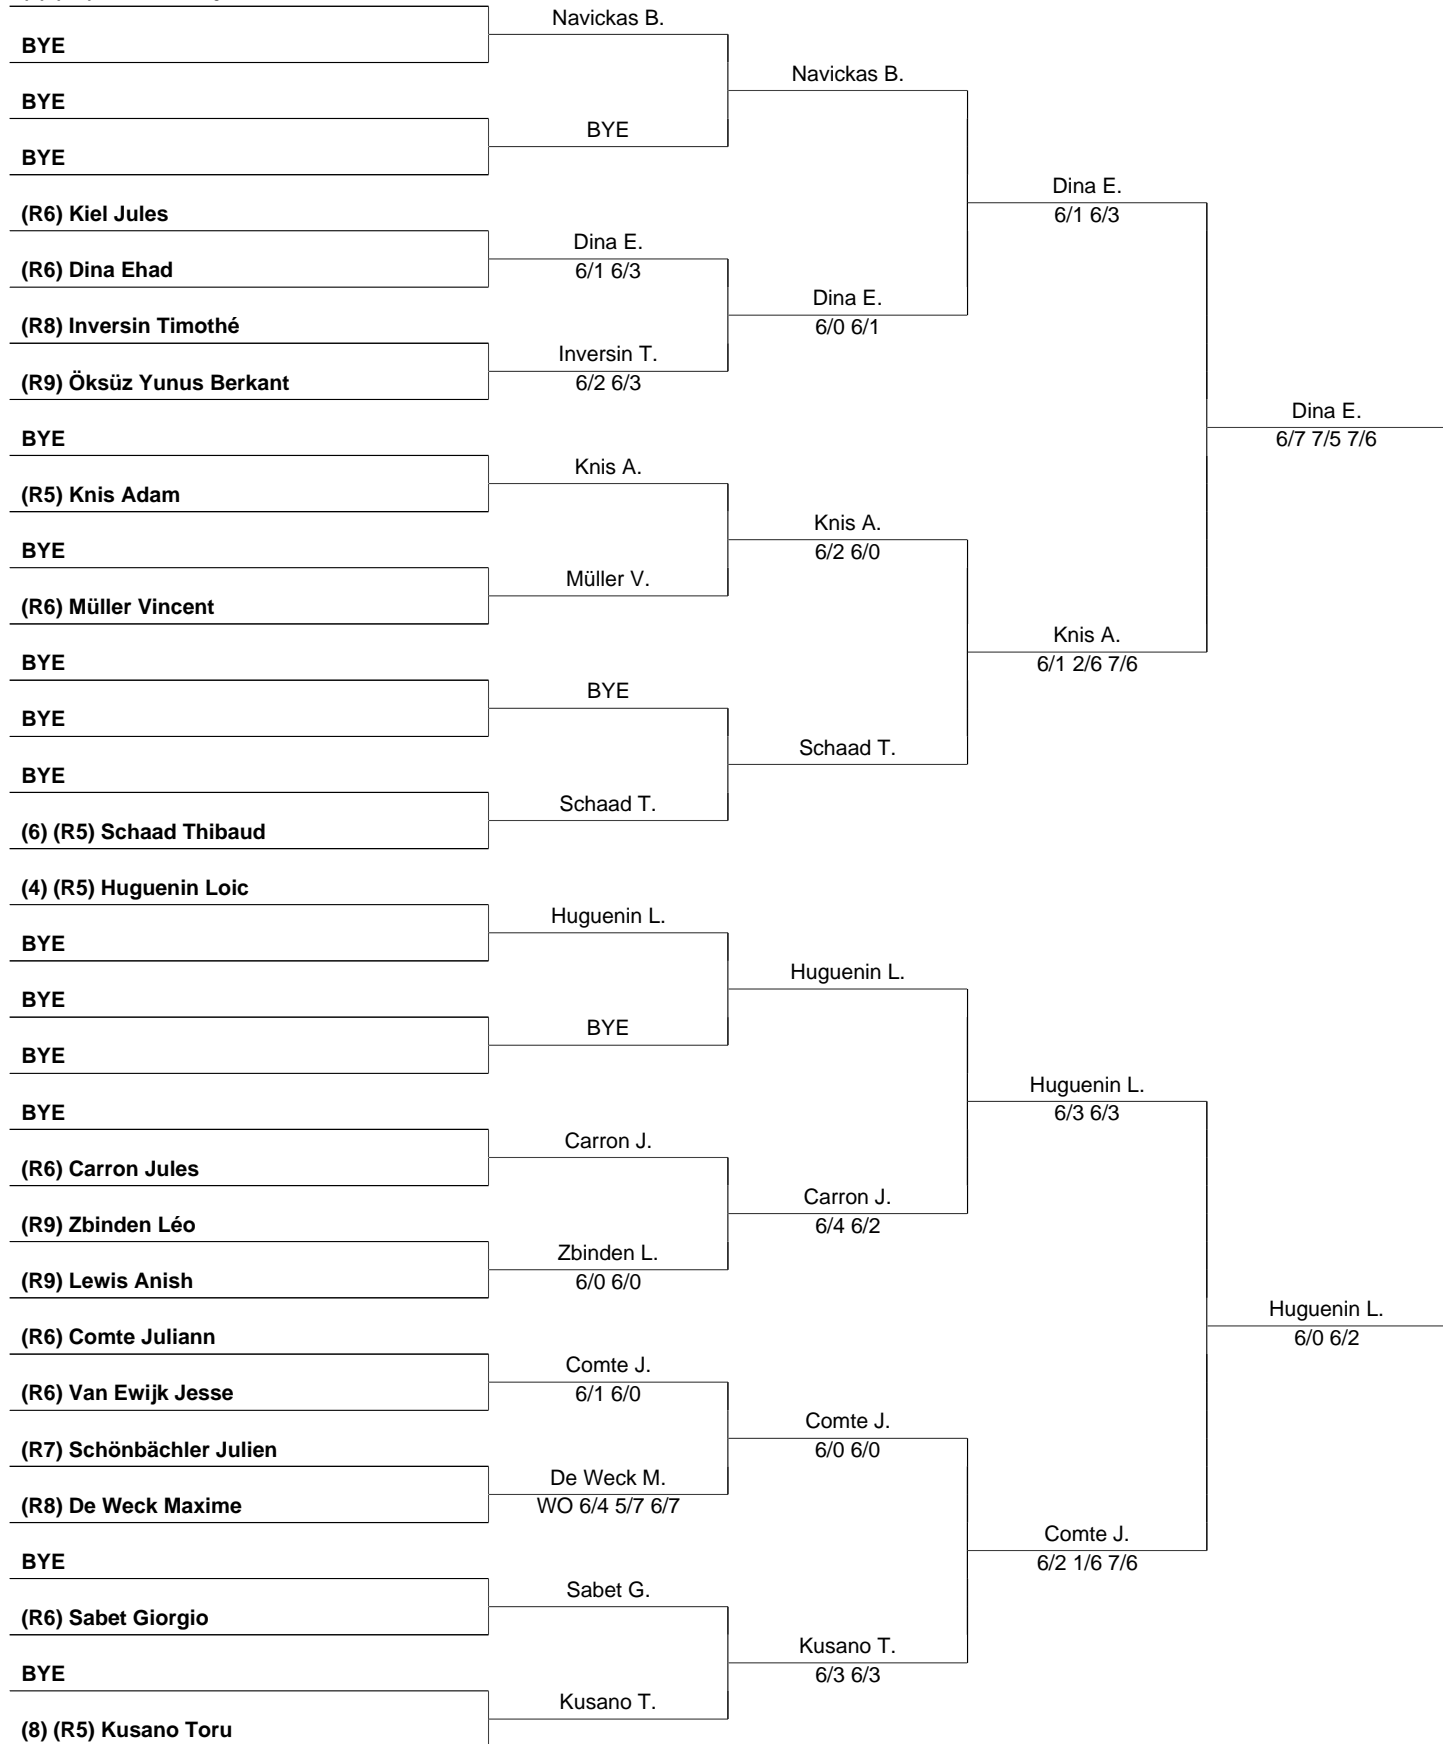 BYE
BYE
BYE
(R6) Kiel Jules
(R6) Dina Ehad
(R8) Inversin Timothé
(R9) Öksüz Yunus Berkant
BYE
(R5) Knis Adam
BYE
(R6) Müller Vincent
BYE
BYE
BYE
(6) (R5) Schaad Thibaud
(4) (R5) Huguenin Loic
BYE
BYE
BYE
BYE
(R6) Carron Jules
(R9) Zbinden Léo
(R9) Lewis Anish
(R6) Comte Juliann
(R6) Van Ewijk Jesse
(R7) Schönbächler Julien
(R8) De Weck Maxime
BYE
(R6) Sabet Giorgio
BYE
(8) (R5) Kusano Toru
Navickas B.
BYE
Dina E.
6/1 6/3
Inversin T.
6/2 6/3
Knis A.
Müller V.
BYE
Schaad T.
Huguenin L.
BYE
Carron J.
Zbinden L.
6/0 6/0
Comte J.
6/1 6/0
De Weck M.
WO 6/4 5/7 6/7
Sabet G.
Kusano T.
Navickas B.
Dina E.
6/0 6/1
Knis A.
6/2 6/0
Schaad T.
Huguenin L.
Carron J.
6/4 6/2
Comte J.
6/0 6/0
Kusano T.
6/3 6/3
Dina E.
6/1 6/3
Knis A.
6/1 2/6 7/6
Huguenin L.
6/3 6/3
Comte J.
6/2 1/6 7/6
Dina E.
6/7 7/5 7/6
Huguenin L.
6/0 6/2